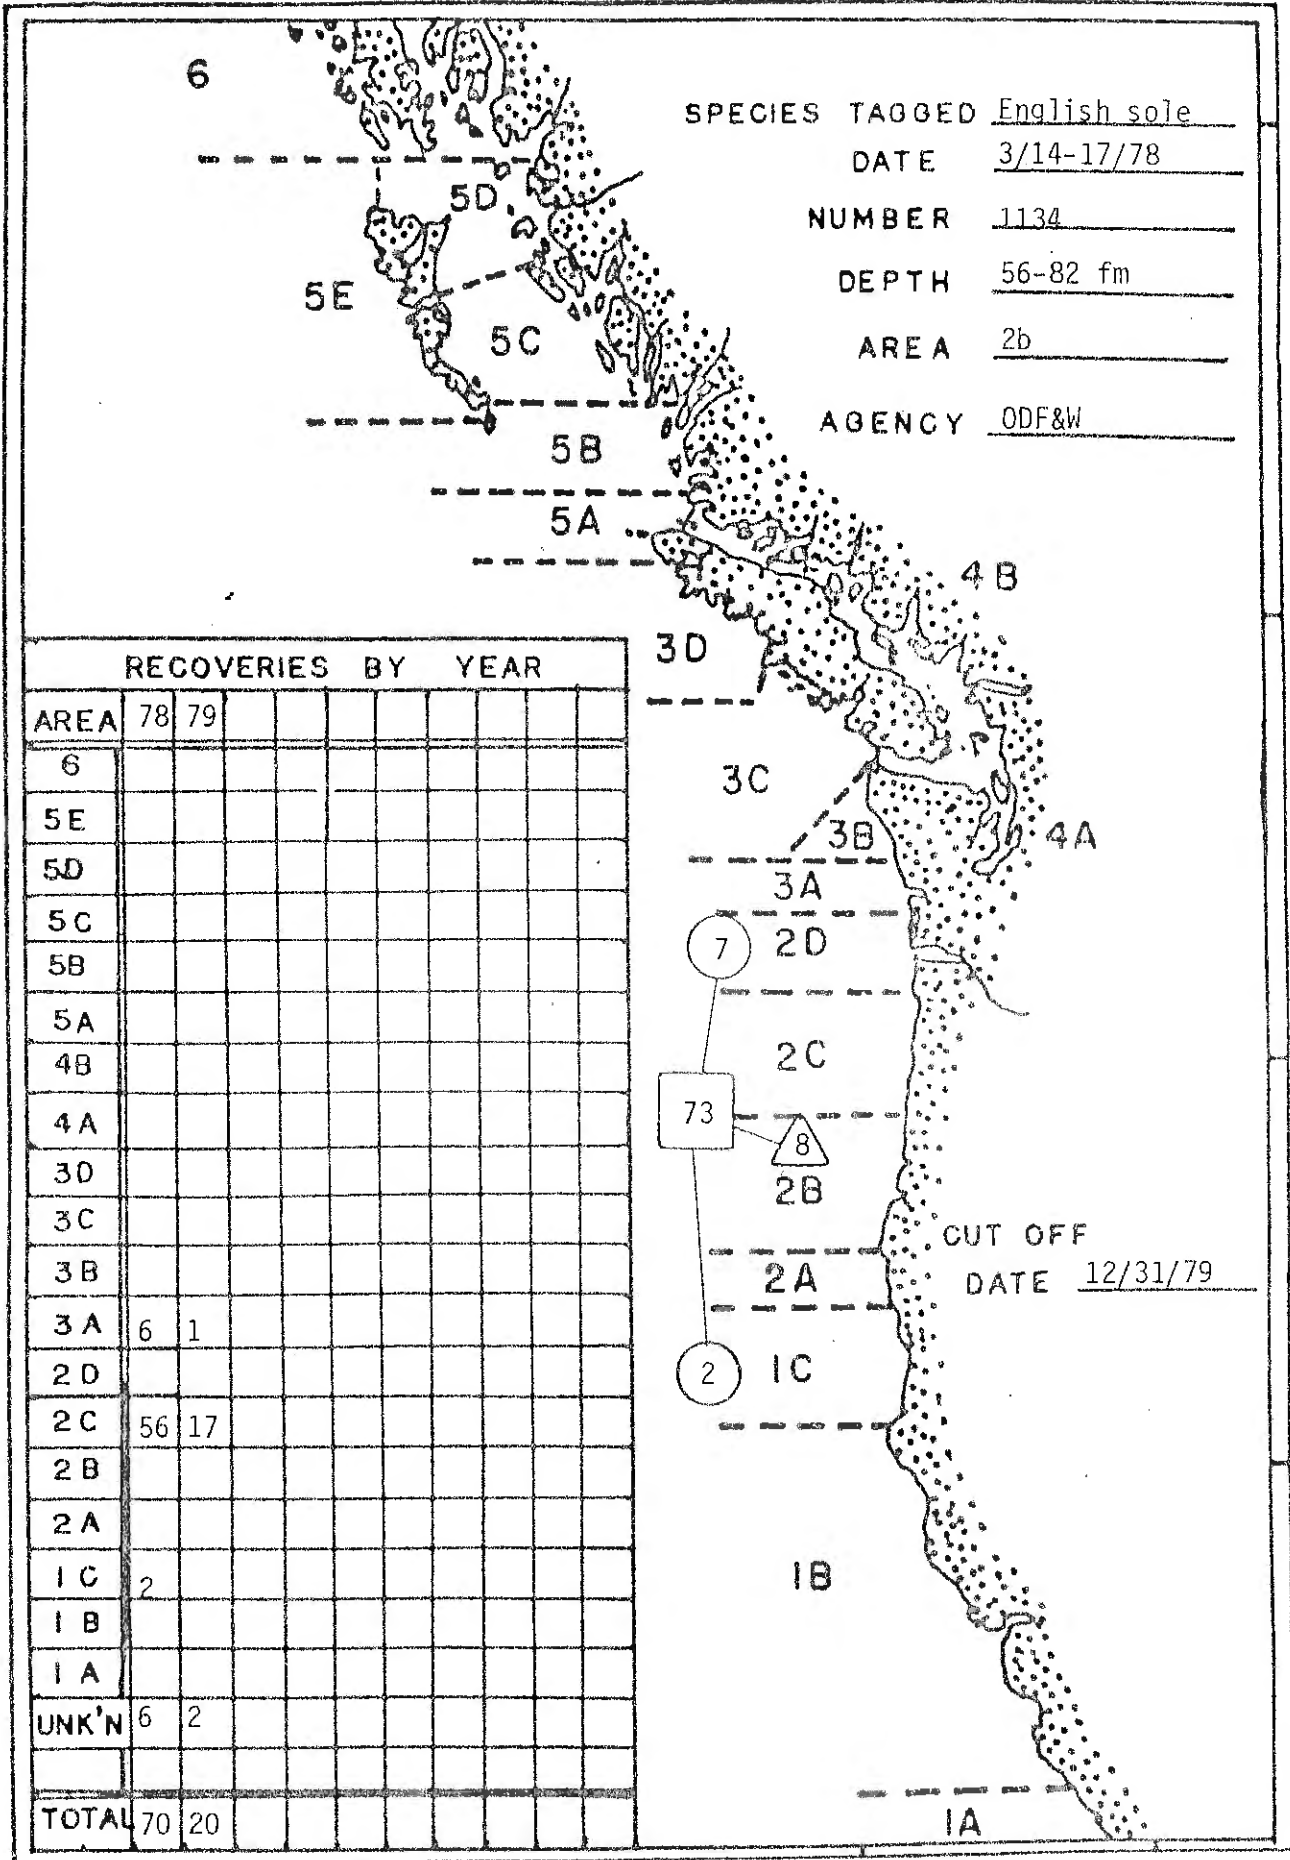 6
SPECIES TAGGED English sole
DATE 3/14-17/78
5D
NUMBER 1134
5E
DEPTH 56-82 fm
5C
AREA 2b
AGENCY ODF&W
5B
5A
4B
3D
RECOVERIES BY YEAR
AREA 78 79
6
5E
5D
5C
5B
5A
4B
4A
3D
3C
3B
3A 6 1
2D
2C 56 17
2B
2A
1C 2
1B
1A
UNK'N 6 2
TOTAL 70 20
3C
3B
4A
3A
7
2D
2C
73
8
2B
CUT OFF
2A
DATE 12/31/79
2
1C
1B
1A